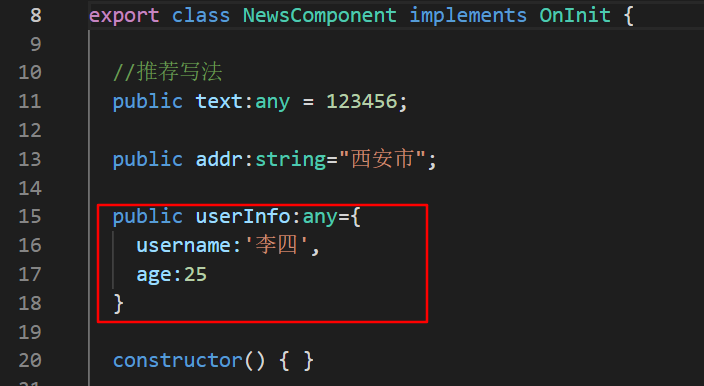 8 export class NewsComponent implements OnInit {
9
10 //推荐写法
11 public text:any = 123456;
12
13 public addr:string="西安市";
14
15 public userInfo:any={
16 username:'李四',
17 age:25
18 }
19
20 constructor() { }